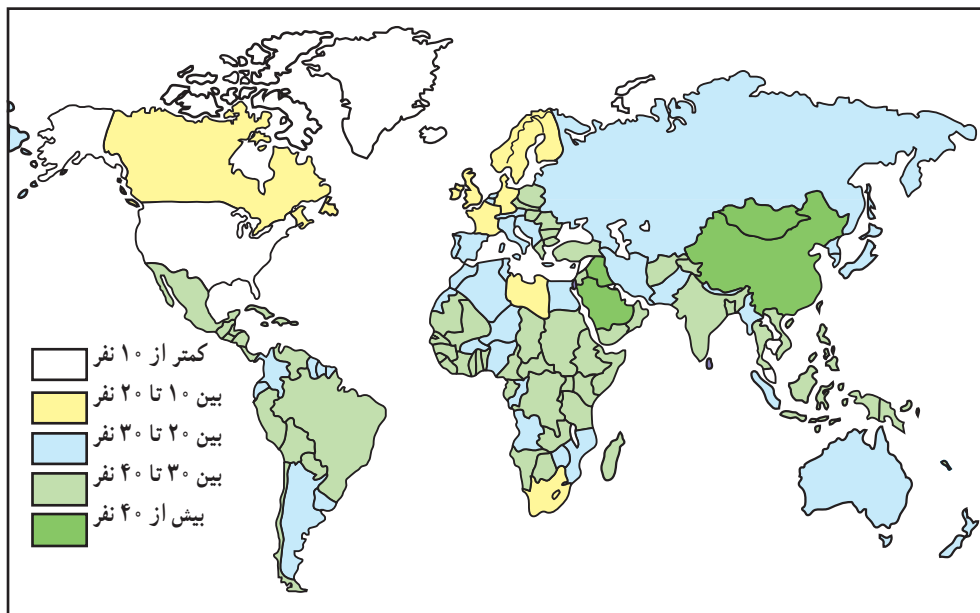 کمتر از ۱۰ نفر
بین ۱۰ تا ۲۰ نفر
بین ۲۰ تا ۳۰ نفر
بین ۳۰ تا ۴۰ نفر
بیش از ۴۰ نفر